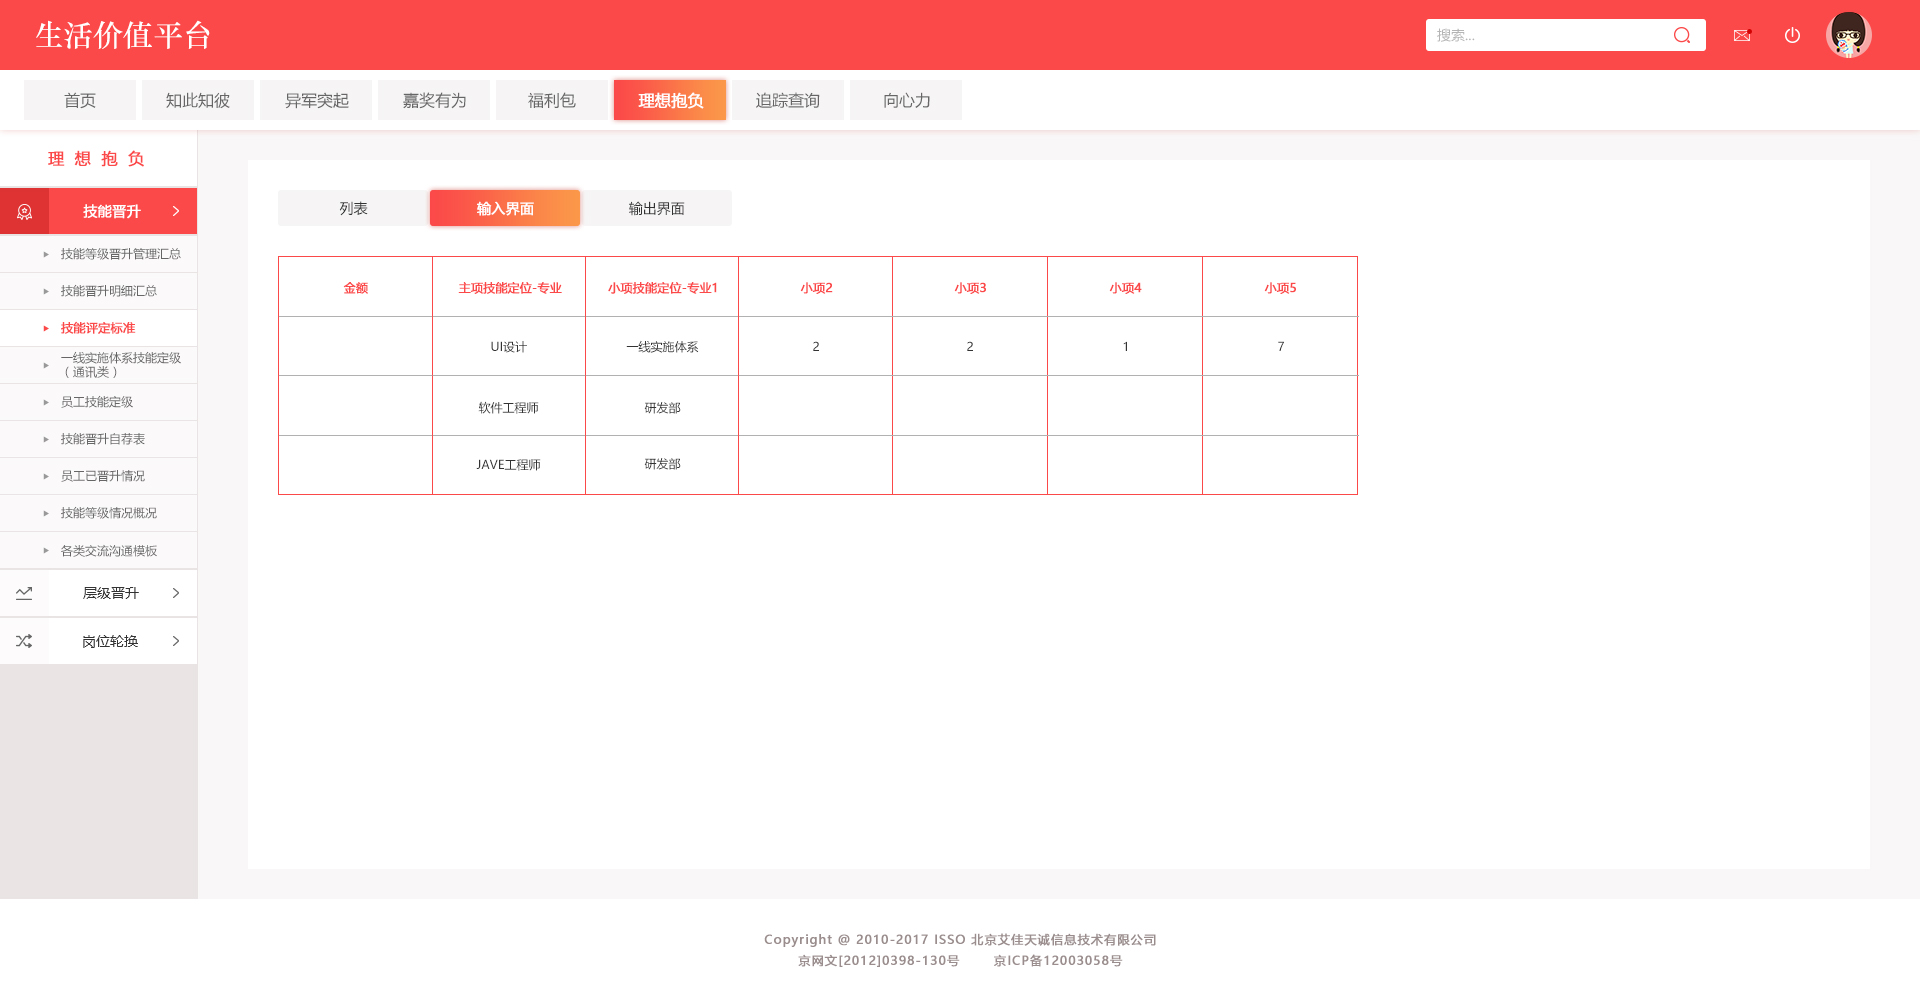 生活价值平台
搜索...
首页 知此知彼 异军突起 嘉奖有为 福利包 理想抱负 追踪查询 向心力
理想抱负
技能晋升
技能等级晋升管理汇总
技能晋升明细汇总
技能评定标准
一线实施体系技能定级
（通讯类）
员工技能定级
技能晋升自荐表
员工已晋升情况
技能等级情况概况
各类交流沟通模板
层级晋升
岗位轮换
列表 输入界面 输出界面
金额 主项技能定位-专业 小项技能定位-专业1 小项2 小项3 小项4 小项5
UI设计 一线实施体系 2 2 1 7
软件工程师 研发部
JAVE工程师 研发部
Copyright @ 2010-2017 ISSO 北京艾佳天诚信息技术有限公司
京网文[2012]0398-130号 京ICP备12003058号